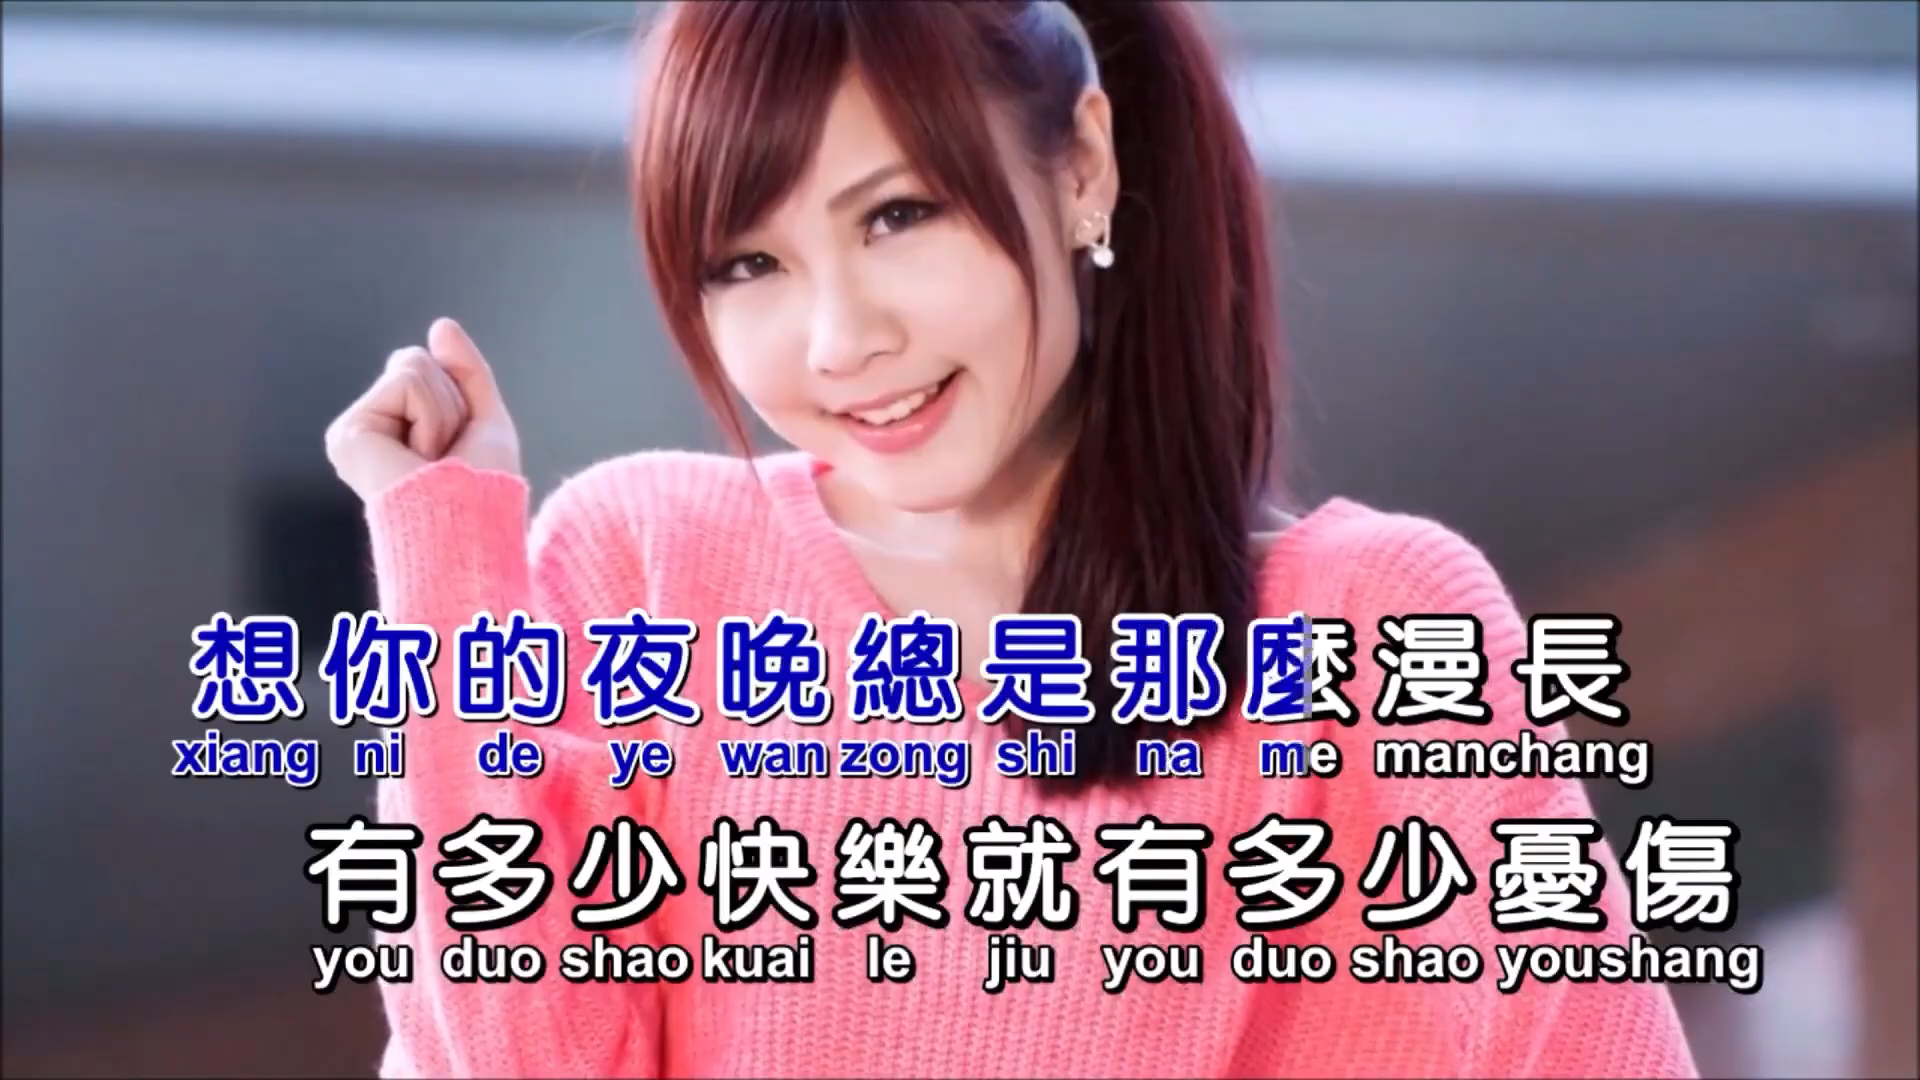 想你的夜晚總是那麼漫長
xiang ni de ye wan zong shi na me manchang
有多少快樂就有多少憂傷
you duo shao kuai le jiu you duo shao youshang